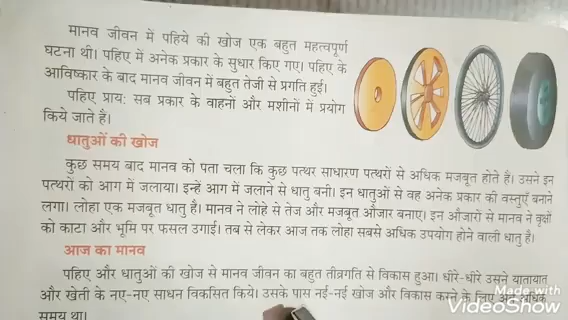 मानव जीवन में पहिये की खोज एक बहुत महत्वपूर्ण
घटना थी। पहिए में अनेक प्रकार के सुधार किए गए। पहिए के
आविष्कार के बाद मानव जीवन में बहुत तेजी से प्रगति हुई।
पहिए प्राय: सब प्रकार के वाहनों और मशीनों में प्रयोग
किये जाते हैं।
धातुओं की खोज
कुछ समय बाद मानव को पता चला कि कुछ पत्थर साधारण पत्थरों से अधिक मजबूत होते हैं। उसने इन
पत्थरों को आग में जलाया। इन्हें आग में जलाने से धातु बनी। इन धातुओं से वह अनेक प्रकार की वस्तुएँ बनाने
लगा। लोहा एक मजबूत धातु है। मानव ने लोहे से तेज और मजबूत औजार बनाए। इन औजारों से मानव ने वृक्षों
को काटा और भूमि पर फसल उगाई। तब से लेकर आज तक लोहा सबसे अधिक उपयोग होने वाली धातु है।
आज का मानव
पहिए और धातुओं की खोज से मानव जीवन का बहुत तीव्रगति से विकास हुआ। धीरे-धीरे उसने यातायात
और खेती के नए-नए साधन विकसित किये। उसके पास नई-नई खोज और विकास करने के लिए
समय था।
Made with
VideoShow